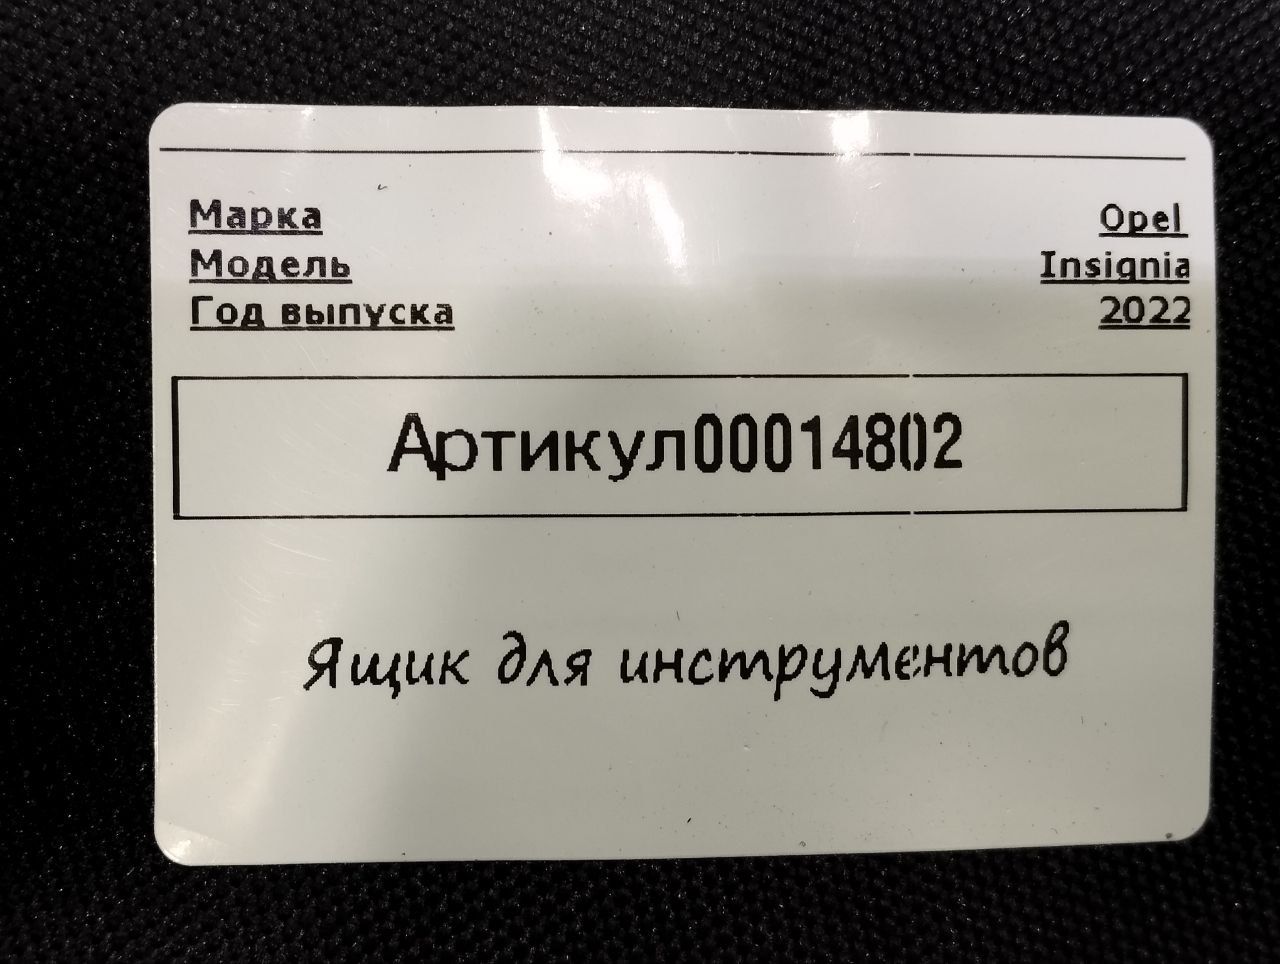 Марка Opel
Модель Insignia
Год выпуска 2022
Артикул00014802
Ящик для инструментов